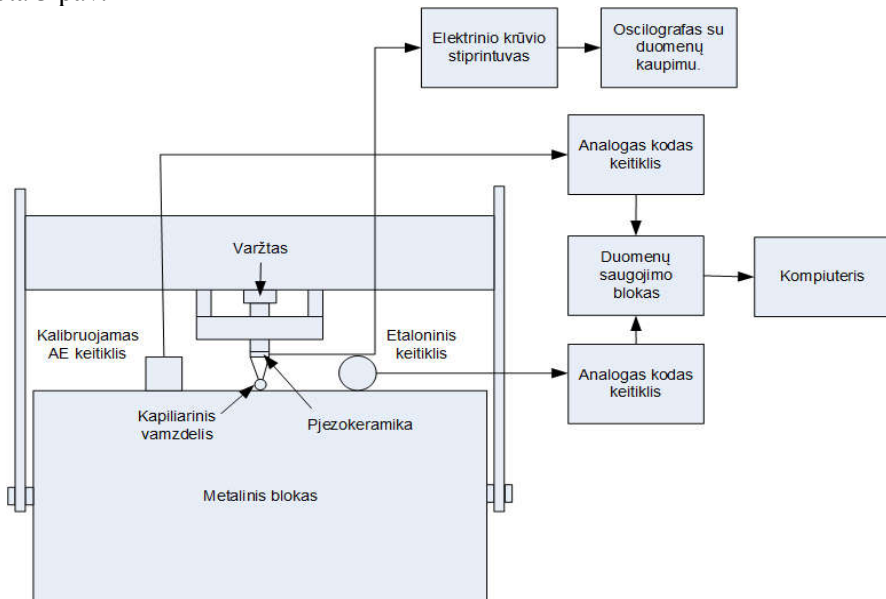 Elektrinio krūvio
stiprintuvas
Oscilografas su
duomenų
kaupimu.
Analogas kodas
keitiklis
Varžtas
Duomenų
saugojimo
blokas
Kompiuteris
Kalibruojamas
AE keitiklis
Etaloninis
keitiklis
Analogas kodas
keitiklis
Kapiliarinis
vamzdelis
Pjezokeramika
Metalinis blokas